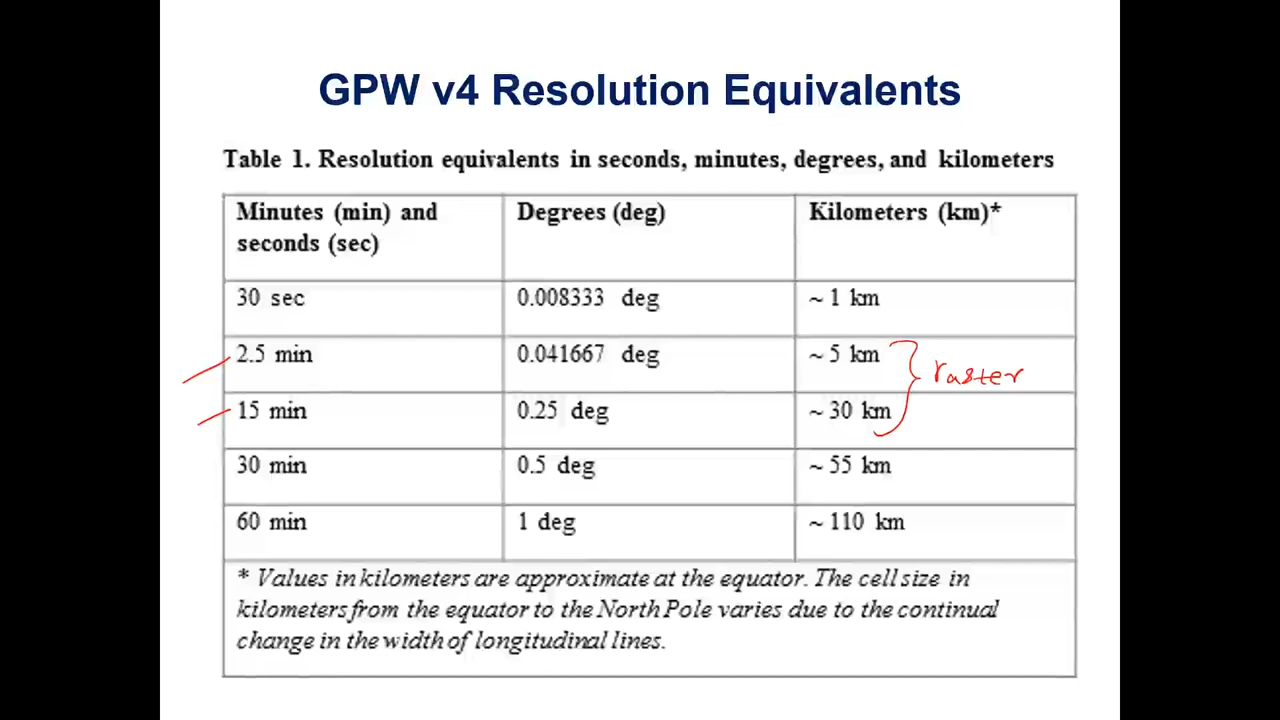 GPW v4 Resolution Equivalents
Table 1. Resolution equivalents in seconds, minutes, degrees, and kilometers
Minutes (min) and seconds (sec) Degrees (deg) Kilometers (km)*
30 sec 0.008333 deg ~ 1 km
2.5 min 0.041667 deg ~ 5 km
raster
15 min 0.25 deg ~ 30 km
30 min 0.5 deg ~ 55 km
60 min 1 deg ~ 110 km
* Values in kilometers are approximate at the equator. The cell size in
kilometers from the equator to the North Pole varies due to the continual
change in the width of longitudinal lines.